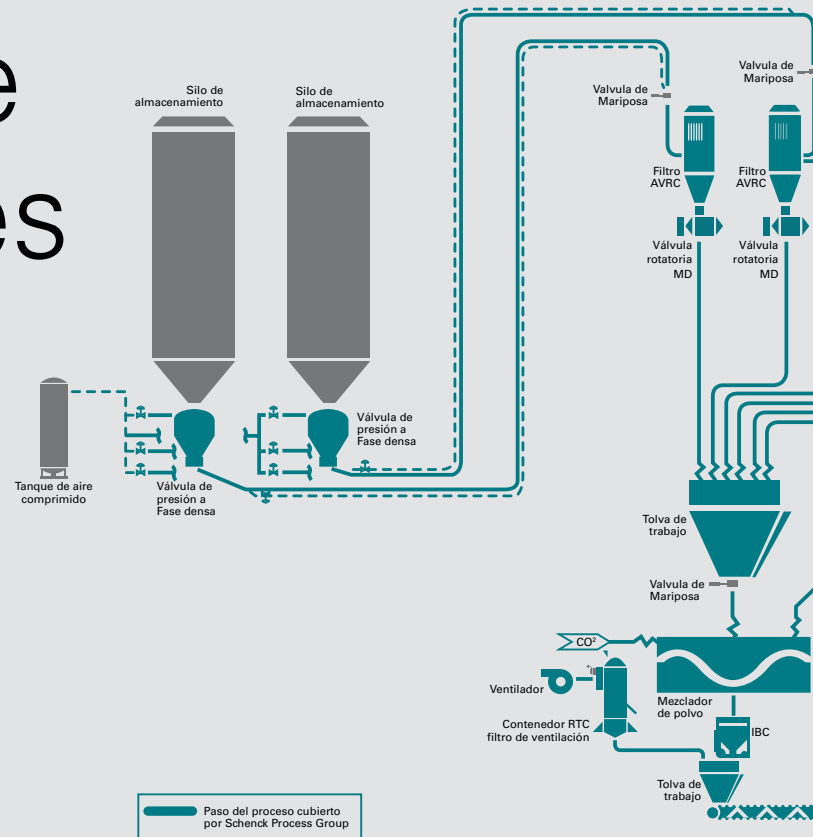 e
es
Silo de
almacenamiento
Silo de
almacenamiento
Valvula de
Mariposa
Valvula de
Mariposa
Filtro
AVRC
Filtro
AVRC
Válvula
rotatoria
MD
Válvula
rotatoria
MD
Válvula de
presión a
Fase densa
Tanque de aire
comprimido
Válvula de
presión a
Fase densa
Tolva de
trabajo
Valvula de
Mariposa
CO²
Ventilador
Mezclador
de polvo
Contenedor RTC
filtro de ventilación
IBC
Tolva de
trabajo
Paso del proceso cubierto
por Schenck Process Group